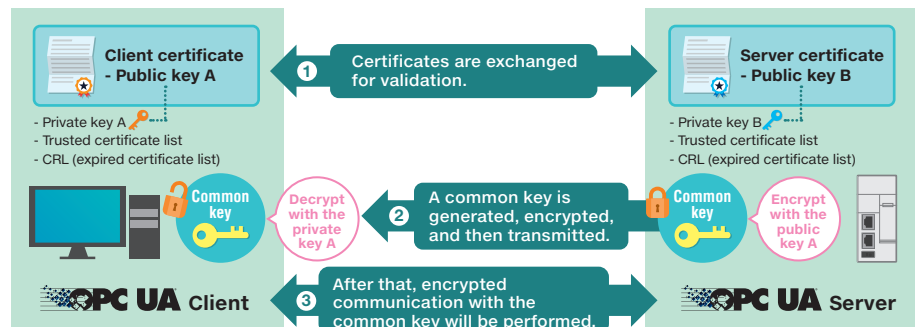 Client certificate
- Public key A
- Private key A
- Trusted certificate list
- CRL (expired certificate list)
1
Certificates are exchanged
for validation.
Server certificate
- Public key B
- Private key B
- Trusted certificate list
- CRL (expired certificate list)
Common
key
Decrypt
with the
private
key A
2
A common key is
generated, encrypted,
and then transmitted.
Common
key
Encrypt
with the
public
key A
OPC UA Client
3
After that, encrypted
communication with the
common key will be performed.
OPC UA Server